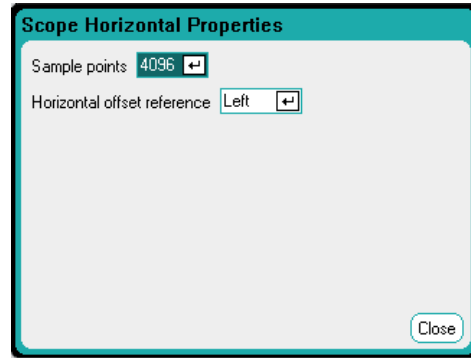 Scope Horizontal Properties
Sample points 4096
Horizontal offset reference Left
Close